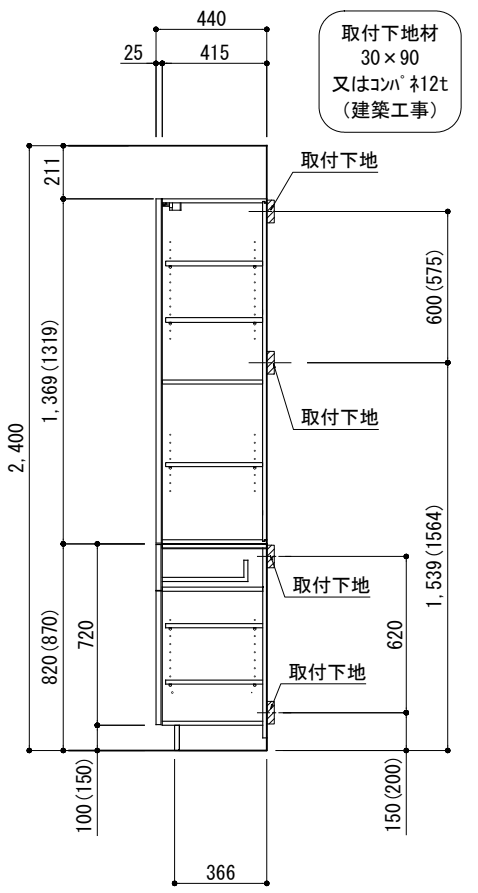 440
25
415
取付下地材
30×90
又はｺﾝﾊﾟﾈ12t
(建築工事)
211
取付下地
600(575)
1,369(1319)
2,400
取付下地
1,539(1564)
取付下地
820(870)
720
620
取付下地
100(150)
150(200)
366